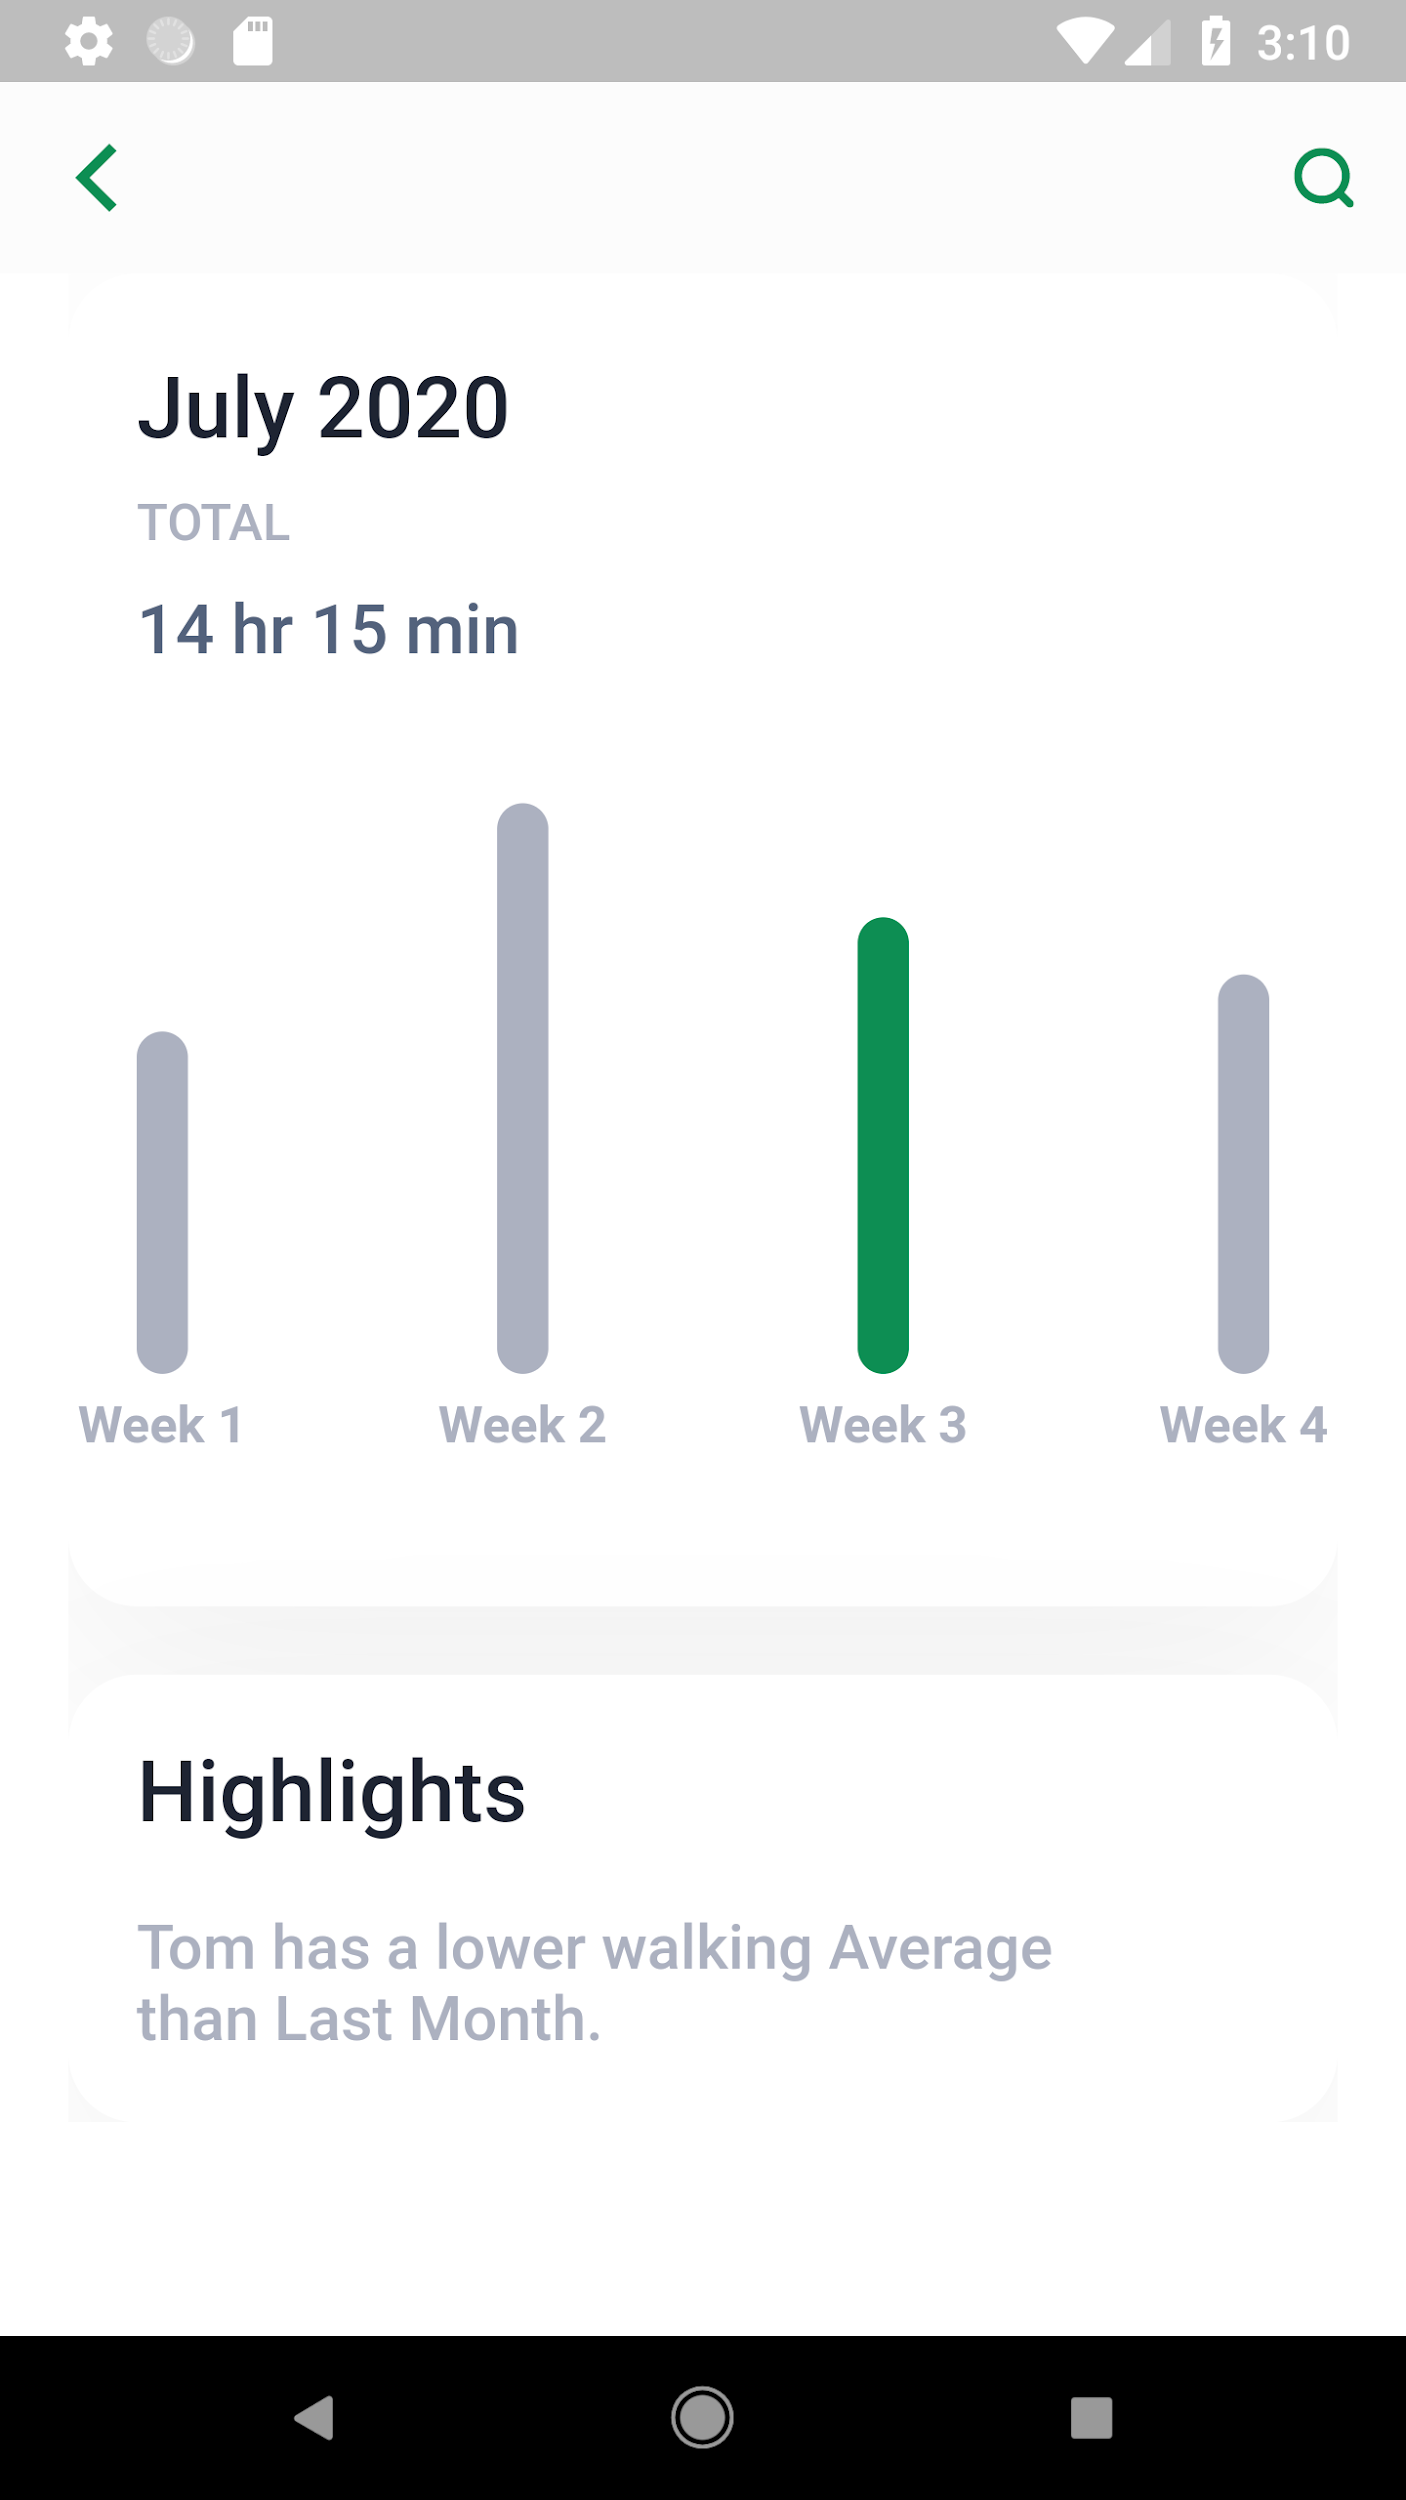 3:10
July 2020
TOTAL
14 hr 15 min
Week 1 Week 2 Week 3 Week 4
Highlights
Tom has a lower walking Average
than Last Month.